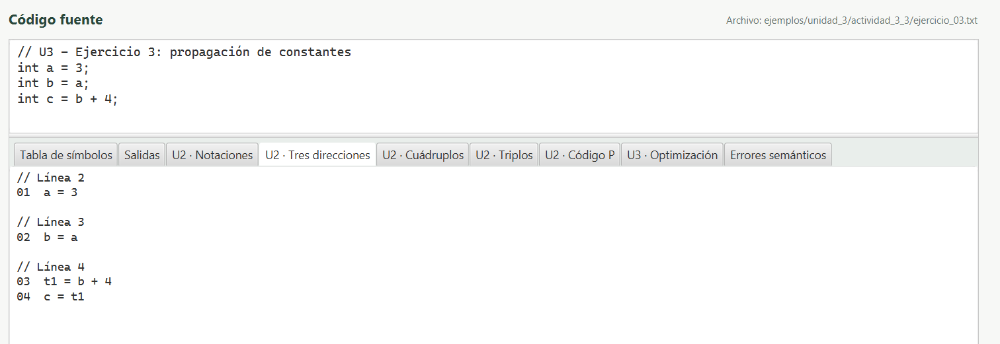 Código fuente
Archivo: ejemplos/unidad_3/actividad_3_3/ejercicio_03.txt
// U3 – Ejercicio 3: propagación de constantes
int a = 3;
int b = a;
int c = b + 4;
Tabla de símbolos Salidas U2 · Notaciones U2 · Tres direcciones U2 · Cuádruplos U2 · Triplos U2 · Código P U3 · Optimización Errores semánticos
// Línea 2
01  a = 3
// Línea 3
02  b = a
// Línea 4
03  t1 = b + 4
04  c = t1